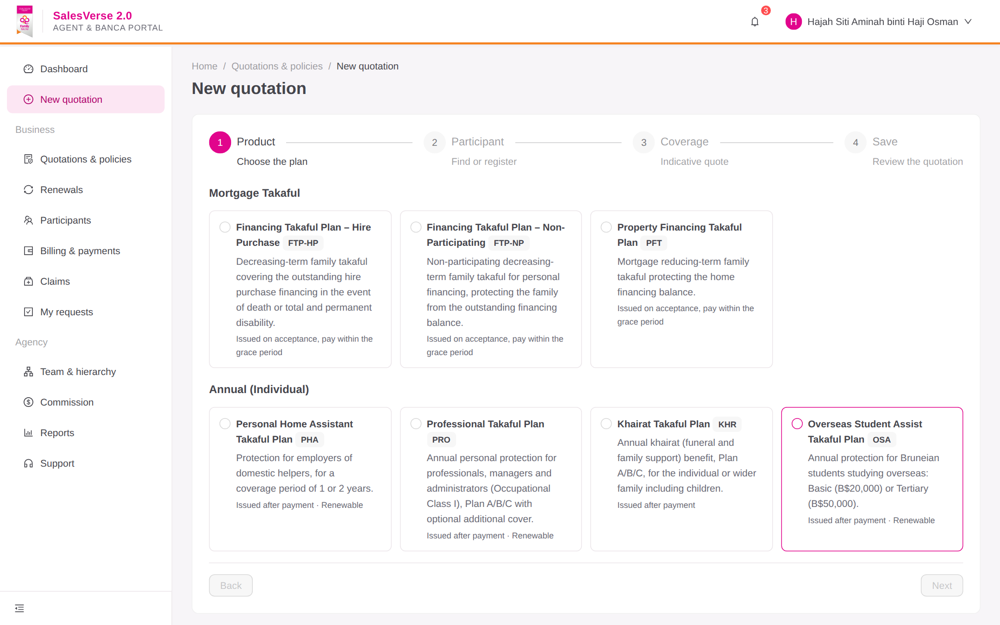 Family
Takaful
SalesVerse 2.0
AGENT & BANCA PORTAL
3
H
Hajah Siti Aminah binti Haji Osman
Dashboard
New quotation
Business
Quotations & policies
Renewals
Participants
Billing & payments
Claims
My requests
Agency
Team & hierarchy
Commission
Reports
Support
Home / Quotations & policies / New quotation
New quotation
1 Product
Choose the plan
2 Participant
Find or register
3 Coverage
Indicative quote
4 Save
Review the quotation
Mortgage Takaful
Financing Takaful Plan – Hire
Purchase FTP-HP
Decreasing-term family takaful
covering the outstanding hire
purchase financing in the event
of death or total and permanent
disability.
Issued on acceptance, pay within the
grace period
Financing Takaful Plan – Non-
Participating FTP-NP
Non-participating decreasing-
term family takaful for personal
financing, protecting the family
from the outstanding financing
balance.
Issued on acceptance, pay within the
grace period
Property Financing Takaful
Plan PFT
Mortgage reducing-term family
takaful protecting the home
financing balance.
Issued on acceptance, pay within the
grace period
Annual (Individual)
Personal Home Assistant
Takaful Plan PHA
Protection for employers of
domestic helpers, for a
coverage period of 1 or 2 years.
Issued after payment · Renewable
Professional Takaful Plan
PRO
Annual personal protection for
professionals, managers and
administrators (Occupational
Class I), Plan A/B/C with
optional additional cover.
Issued after payment · Renewable
Khairat Takaful Plan KHR
Annual khairat (funeral and
family support) benefit, Plan
A/B/C, for the individual or wider
family including children.
Issued after payment
Overseas Student Assist
Takaful Plan OSA
Annual protection for Bruneian
students studying overseas:
Basic (B$20,000) or Tertiary
(B$50,000).
Issued after payment · Renewable
Back
Next